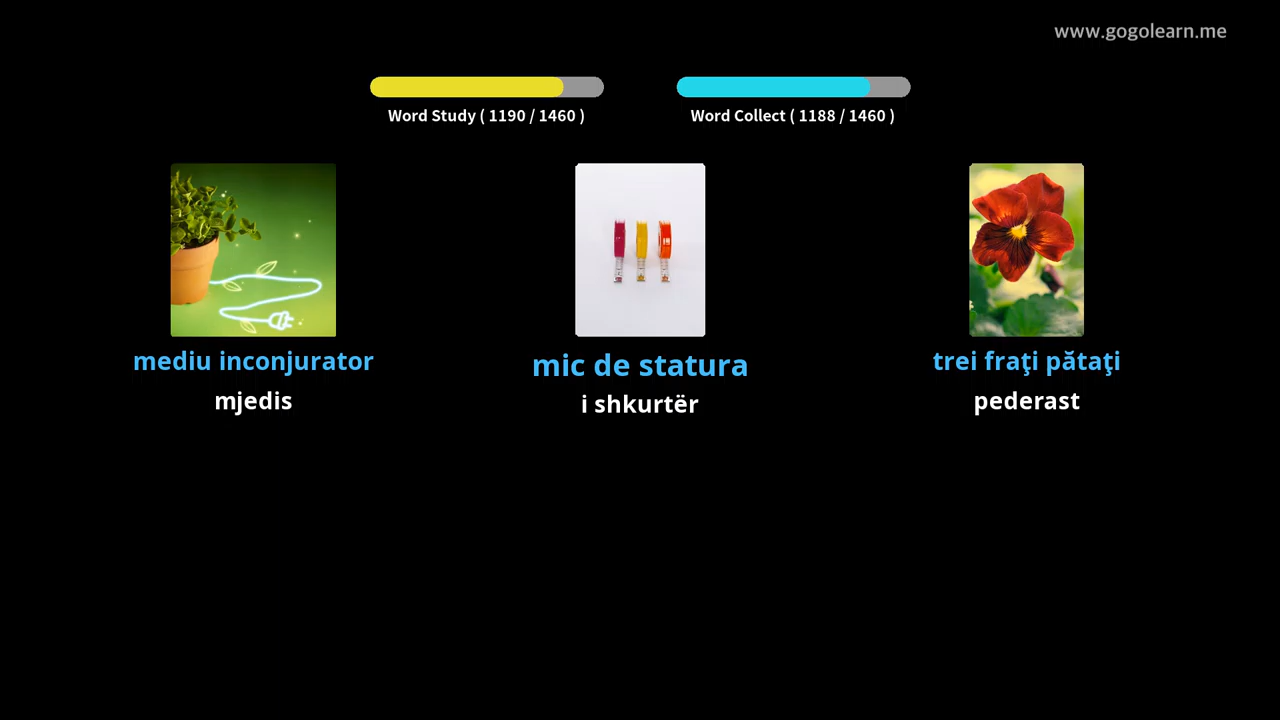 www.gogolearn.me
Word Study ( 1190 / 1460 )
Word Collect ( 1188 / 1460 )
mediu inconjurator
mjedis
mic de statura
i shkurtër
trei fraţi pătaţi
pederast